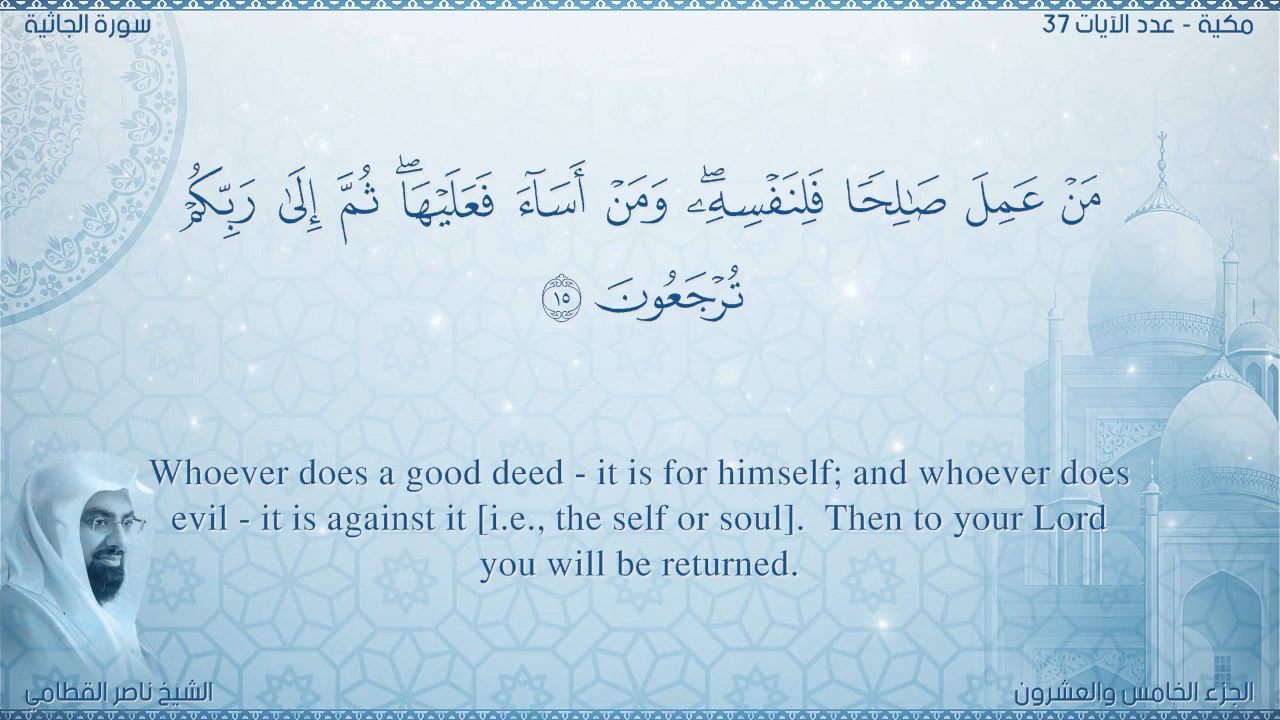 مكية - عدد الآيات 37
سورة الجاثية
مَنۡ عَمِلَ صَٰلِحٗا فَلِنَفۡسِهِۦۖ وَمَنۡ أَسَآءَ فَعَلَيۡهَاۖ ثُمَّ إِلَىٰ رَبِّكُمۡ
تُرۡجَعُونَ ١٥
Whoever does a good deed - it is for himself; and whoever does
evil - it is against it [i.e., the self or soul].  Then to your Lord
you will be returned.
الجزء الخامس والعشرون
الشيخ ناصر القطامي